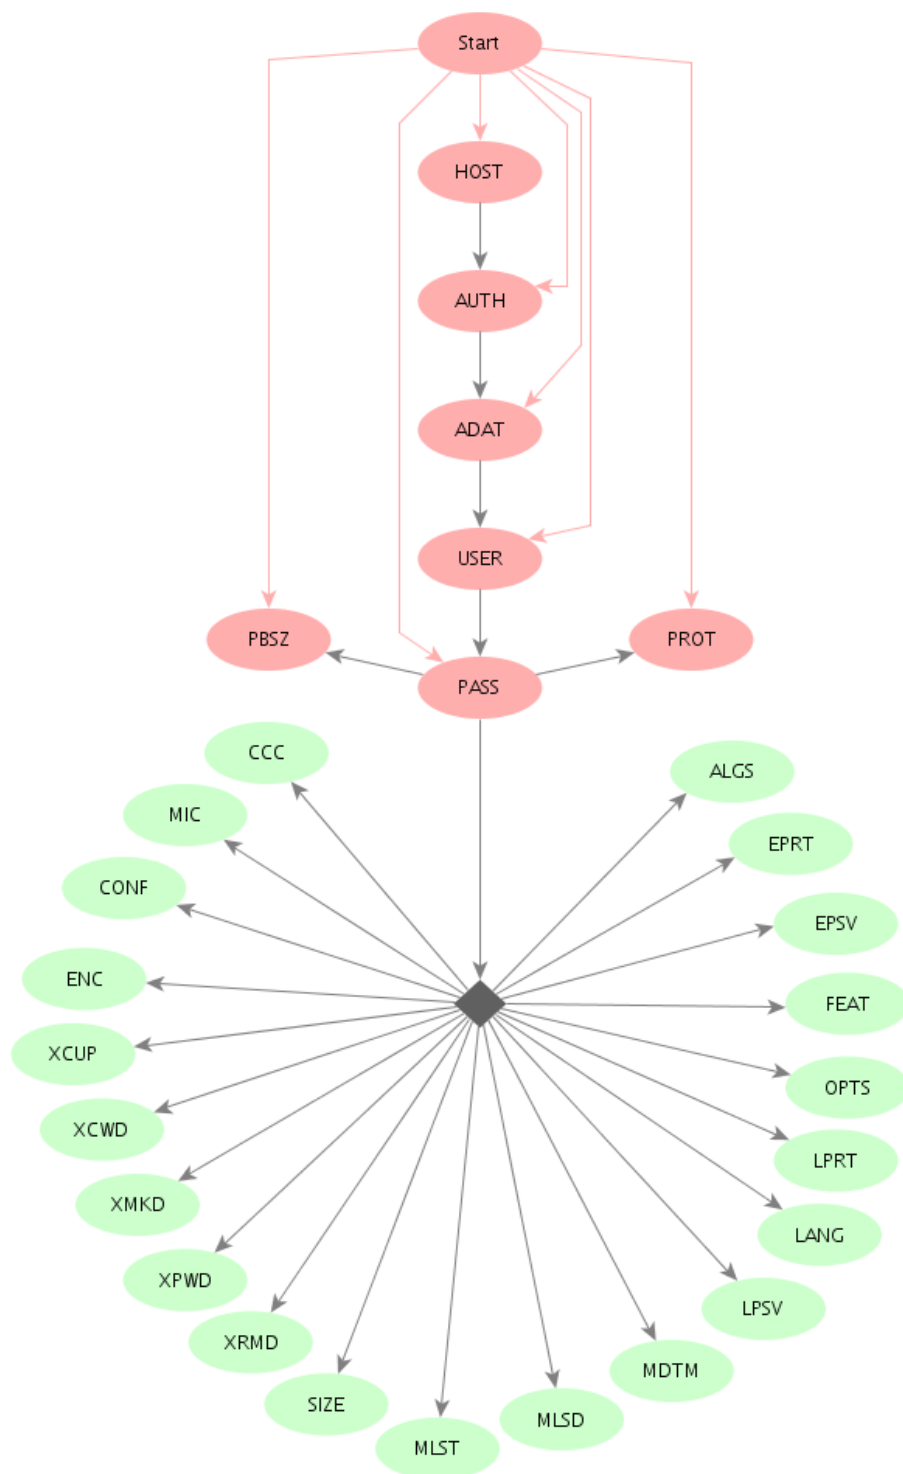 Start
HOST
AUTH
ADAT
USER
PBSZ
PROT
PASS
CCC
ALGS
MIC
EPRT
CONF
EPSV
ENC
FEAT
XCUP
OPTS
XCWD
LPRT
XMKD
LANG
XPWD
LPSV
XRMD
MDTM
SIZE
MLSD
MLST